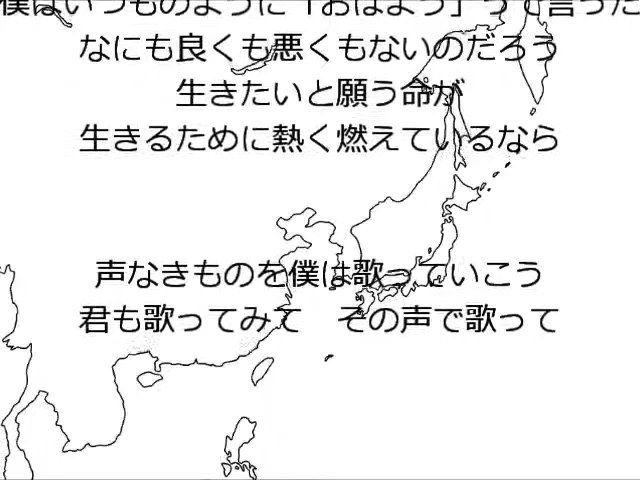 僕はいつものように「おはよう」って言った
なにも良くも悪くもないのだろう
生きたいと願う命が
生きるために熱く燃えているなら
声なきものを僕は歌っていこう
君も歌ってみて　その声で歌って